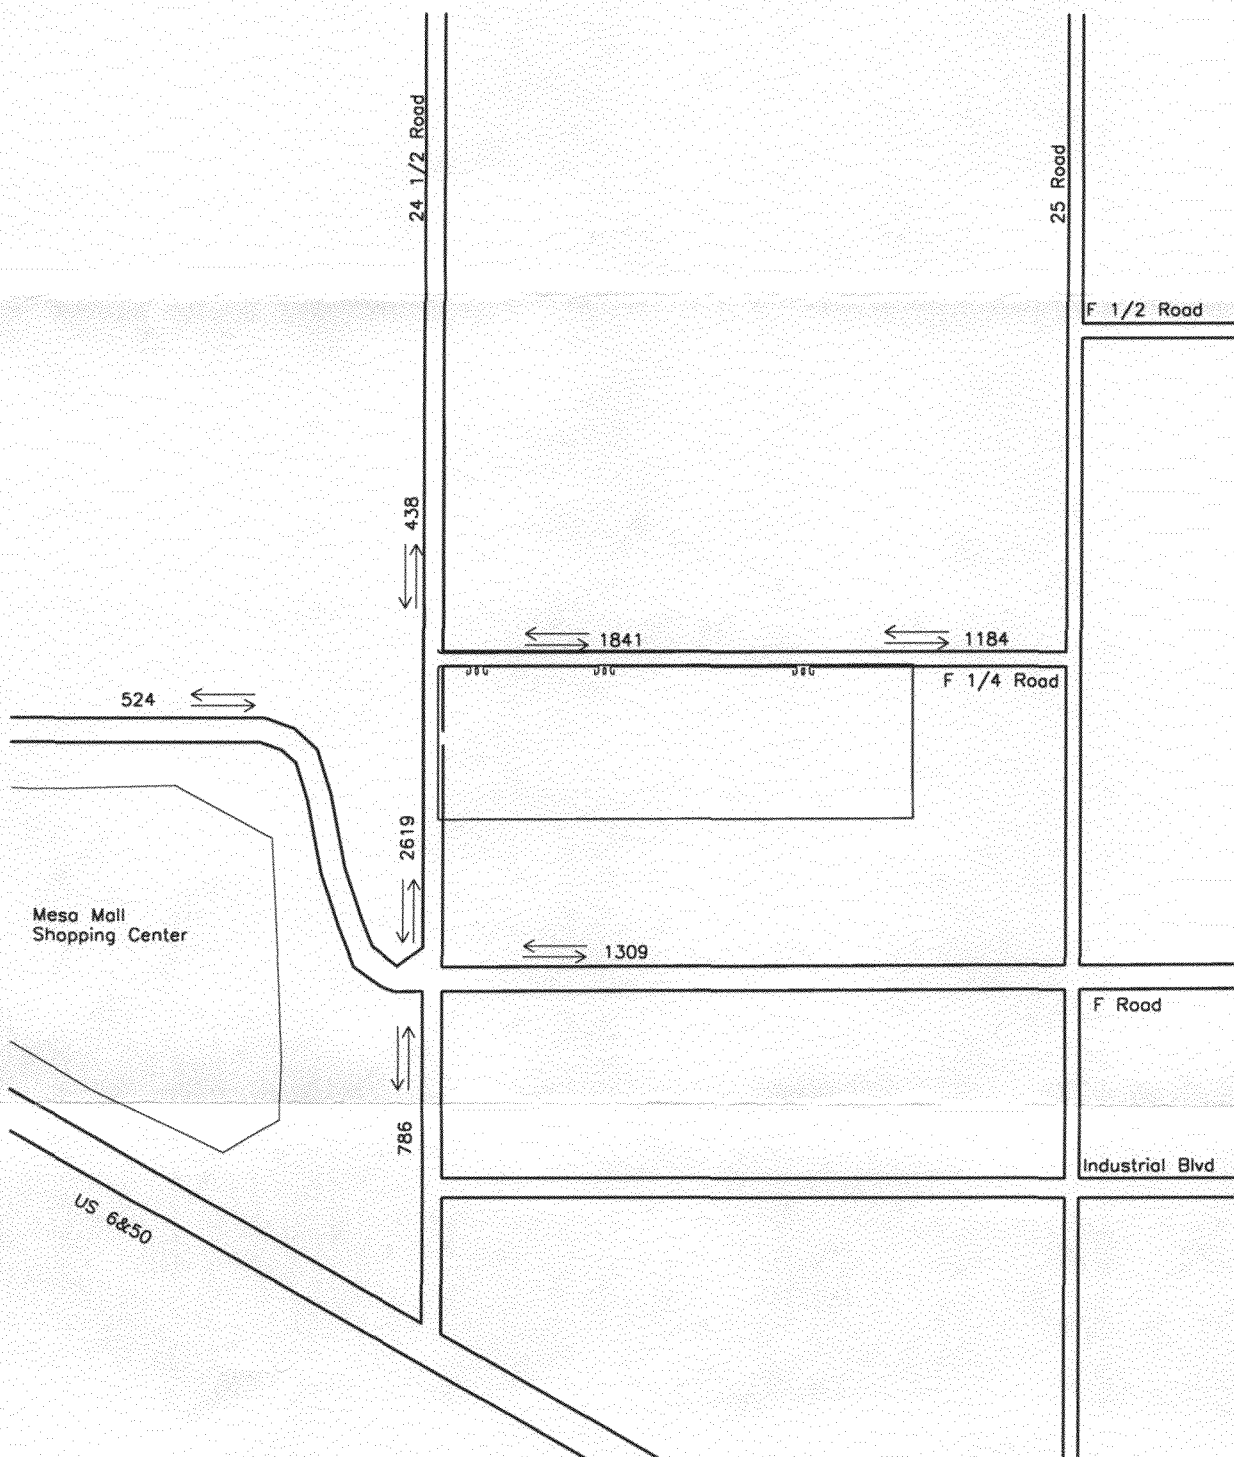 24 1/2 Road
25 Road
F 1/2 Road
438
1841
1184
F 1/4 Road
524
2619
Mesa Mall
Shopping Center
1309
F Road
786
Industrial Blvd
US 6&50